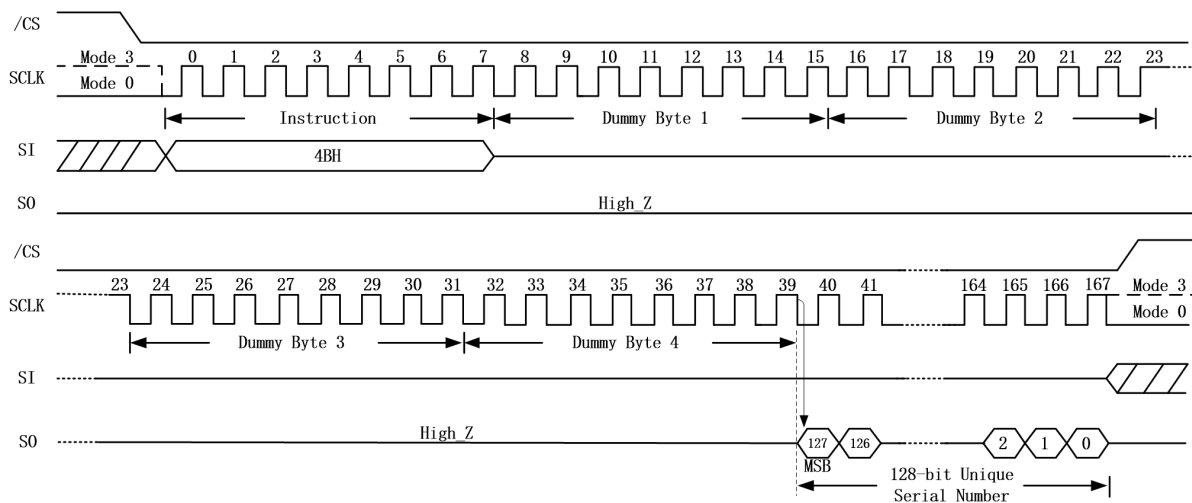 /CS
Mode 3
0 1 2 3 4 5 6 7 8 9 10 11 12 13 14 15 16 17 18 19 20 21 22 23
SCLK
Mode 0
Instruction Dummy Byte 1 Dummy Byte 2
SI
4BH
SO
High_Z
/CS
23 24 25 26 27 28 29 30 31 32 33 34 35 36 37 38 39 40 41 164 165 166 167 Mode 3
SCLK
Mode 0
Dummy Byte 3 Dummy Byte 4
SI
High_Z
SO
127 126 2 1 0
MSB
128-bit Unique
Serial Number